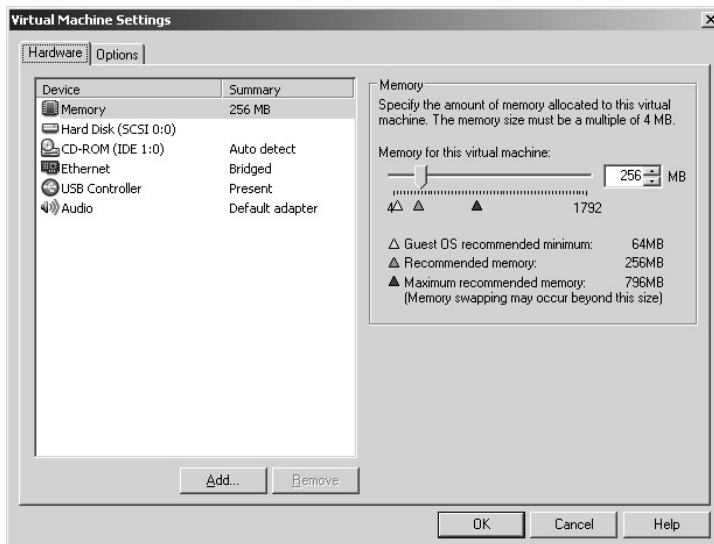 Virtual Machine Settings
Hardware Options
Device Summary
Memory 256 MB
Hard Disk (SCSI 0:0)
CD-ROM (IDE 1:0) Auto detect
Ethernet Bridged
USB Controller Present
Audio Default adapter
Add... Remove
Memory
Specify the amount of memory allocated to this virtual
machine. The memory size must be a multiple of 4 MB.
Memory for this virtual machine:
256 MB
4 1792
Guest OS recommended minimum: 64MB
Recommended memory: 256MB
Maximum recommended memory: 796MB
(Memory swapping may occur beyond this size)
OK Cancel Help